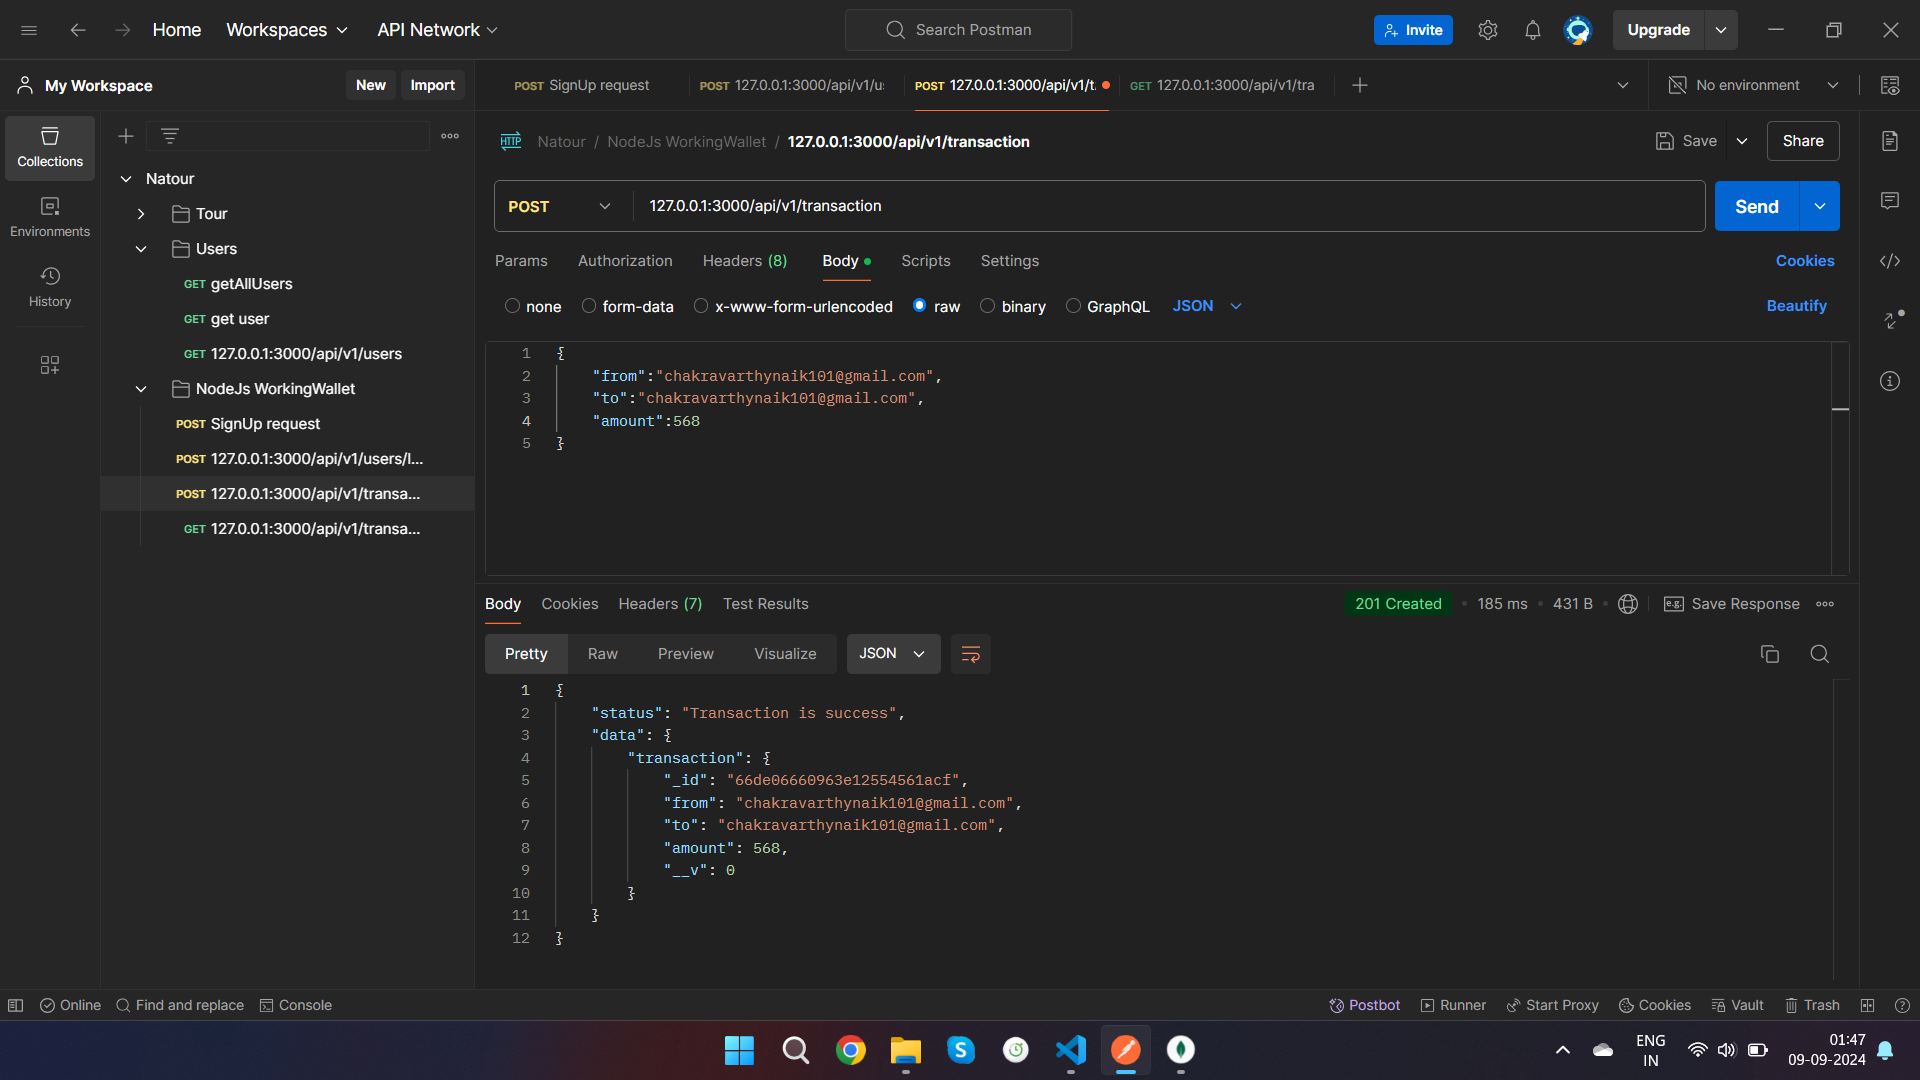 Home Workspaces API Network Search Postman Invite Upgrade
My Workspace New Import POST SignUp request POST 127.0.0.1:3000/api/v1/u: POST 127.0.0.1:3000/api/v1/t. GET 127.0.0.1:3000/api/v1/tra No environment
Collections
Environments
History
Natour
Tour
Users
GET getAllUsers
GET get user
GET 127.0.0.1:3000/api/v1/users
NodeJs WorkingWallet
POST SignUp request
POST 127.0.0.1:3000/api/v1/users/l...
POST 127.0.0.1:3000/api/v1/transa...
GET 127.0.0.1:3000/api/v1/transa...
HTTP Natour / NodeJs WorkingWallet / 127.0.0.1:3000/api/v1/transaction Save Share
POST 127.0.0.1:3000/api/v1/transaction Send
Params Authorization Headers (8) Body Scripts Settings Cookies
none form-data x-www-form-urlencoded raw binary GraphQL JSON Beautify
1 {
2 "from":"chakravarthynaik101@gmail.com",
3 "to":"chakravarthynaik101@gmail.com",
4 "amount":568
5 }
Body Cookies Headers (7) Test Results 201 Created 185 ms 431 B e.g. Save Response
Pretty Raw Preview Visualize JSON
1 {
2 "status": "Transaction is success",
3 "data": {
4 "transaction": {
5 "_id": "66de06660963e12554561acf",
6 "from": "chakravarthynaik101@gmail.com",
7 "to": "chakravarthynaik101@gmail.com",
8 "amount": 568,
9 "__v": 0
10 }
11 }
12 }
Online Find and replace Console Postbot Runner Start Proxy Cookies Vault Trash
S ENG IN 01:47 09-09-2024